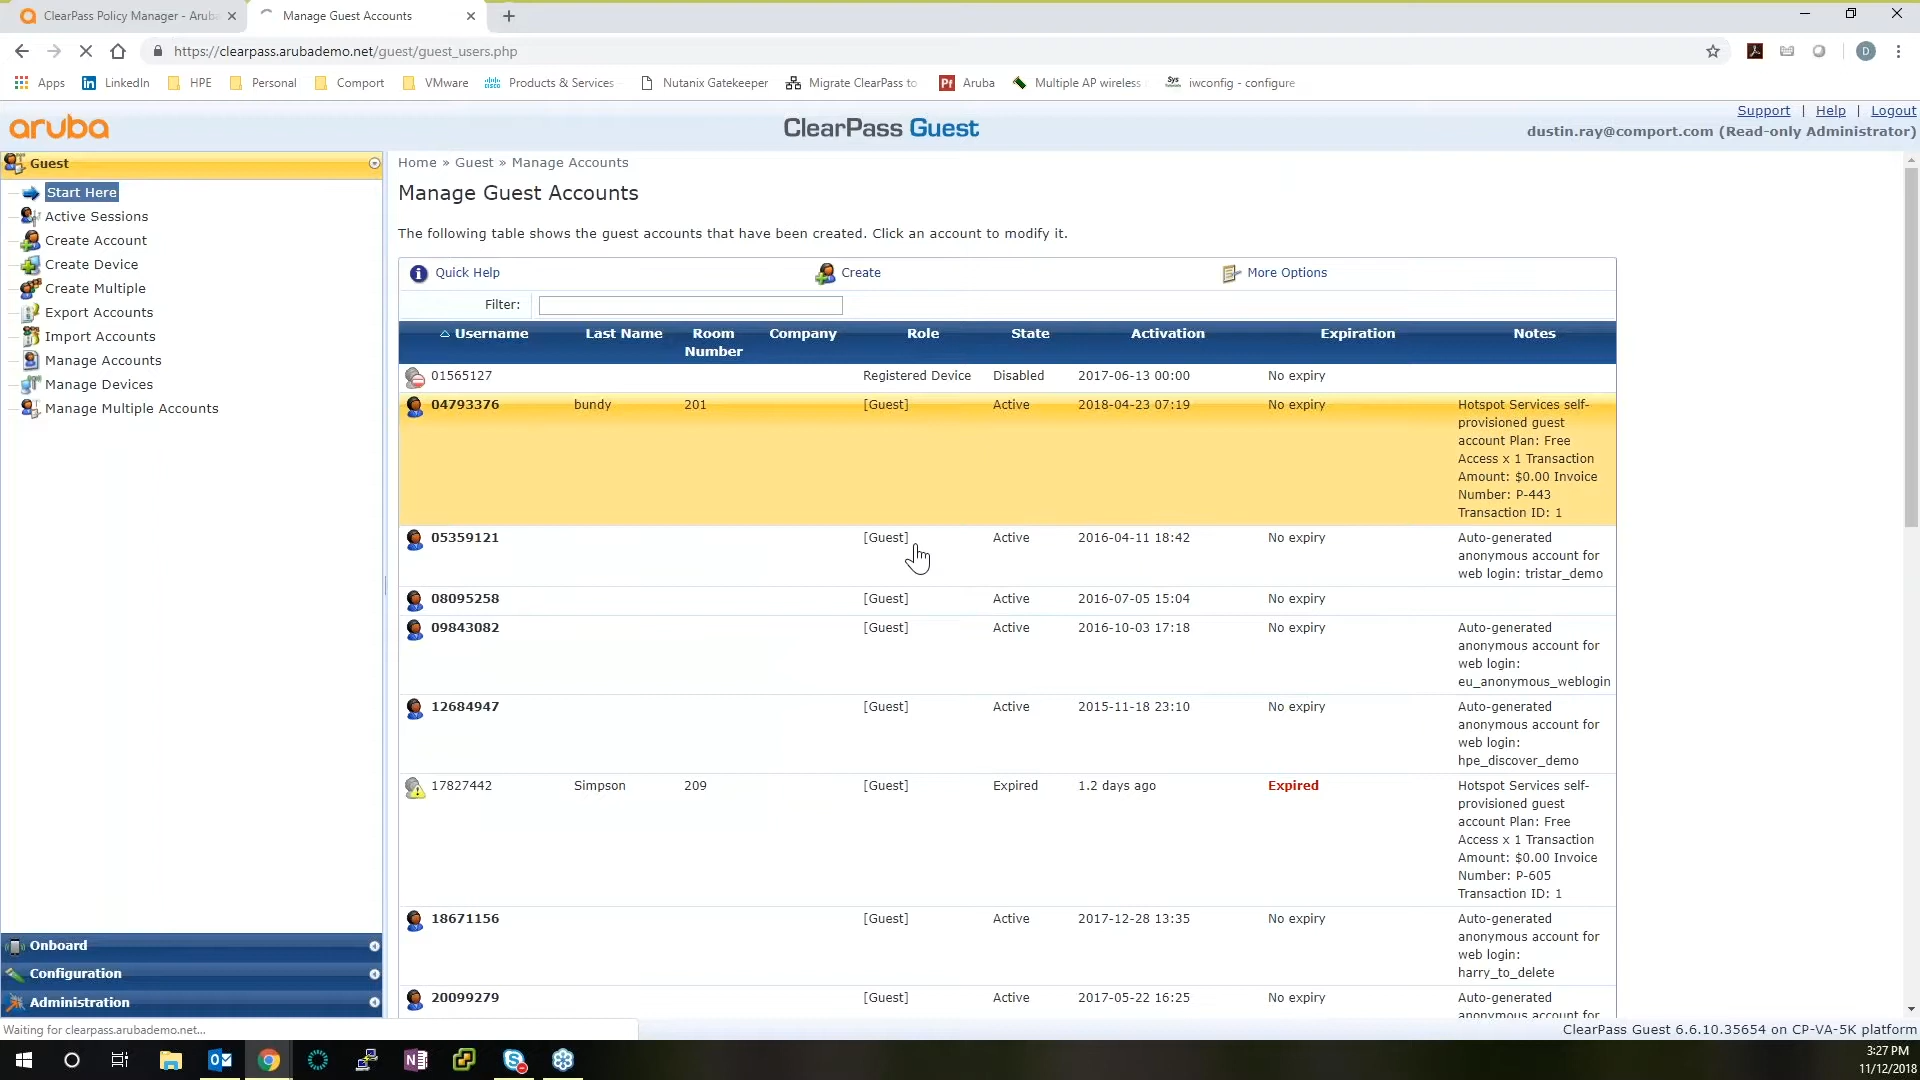 ClearPass Policy Manager - Aruba
Manage Guest Accounts
https://clearpass.arubademo.net/guest/guest_users.php
D
Apps
LinkedIn
HPE
Personal
Comport
VMware
Products & Services
Nutanix Gatekeeper
Migrate ClearPass to
Aruba
Multiple AP wireless
iwconfig - configure
aruba
ClearPass Guest
Support | Help | Logout
dustin.ray@comport.com (Read-only Administrator)
Guest
Start Here
Active Sessions
Create Account
Create Device
Create Multiple
Export Accounts
Import Accounts
Manage Accounts
Manage Devices
Manage Multiple Accounts
Onboard
Configuration
Administration
Home » Guest » Manage Accounts
Manage Guest Accounts
The following table shows the guest accounts that have been created. Click an account to modify it.
Quick Help Create More Options
Filter:
Username Last Name Room Number Company Role State Activation Expiration Notes
01565127 Registered Device Disabled 2017-06-13 00:00 No expiry
04793376 bundy 201 [Guest] Active 2018-04-23 07:19 No expiry Hotspot Services self-
provisioned guest
account Plan: Free
Access x 1 Transaction
Amount: $0.00 Invoice
Number: P-443
Transaction ID: 1
05359121 [Guest] Active 2016-04-11 18:42 No expiry Auto-generated
anonymous account for
web login: tristar_demo
08095258 [Guest] Active 2016-07-05 15:04 No expiry
09843082 [Guest] Active 2016-10-03 17:18 No expiry Auto-generated
anonymous account for
web login:
eu_anonymous_weblogin
12684947 [Guest] Active 2015-11-18 23:10 No expiry Auto-generated
anonymous account for
web login:
hpe_discover_demo
17827442 Simpson 209 [Guest] Expired 1.2 days ago Expired Hotspot Services self-
provisioned guest
account Plan: Free
Access x 1 Transaction
Amount: $0.00 Invoice
Number: P-605
Transaction ID: 1
18671156 [Guest] Active 2017-12-28 13:35 No expiry Auto-generated
anonymous account for
web login:
harry_to_delete
20099279 [Guest] Active 2017-05-22 16:25 No expiry Auto-generated
anonymous account for
Waiting for clearpass.arubademo.net...
ClearPass Guest 6.6.10.35654 on CP-VA-5K platform
3:27 PM
11/12/2018